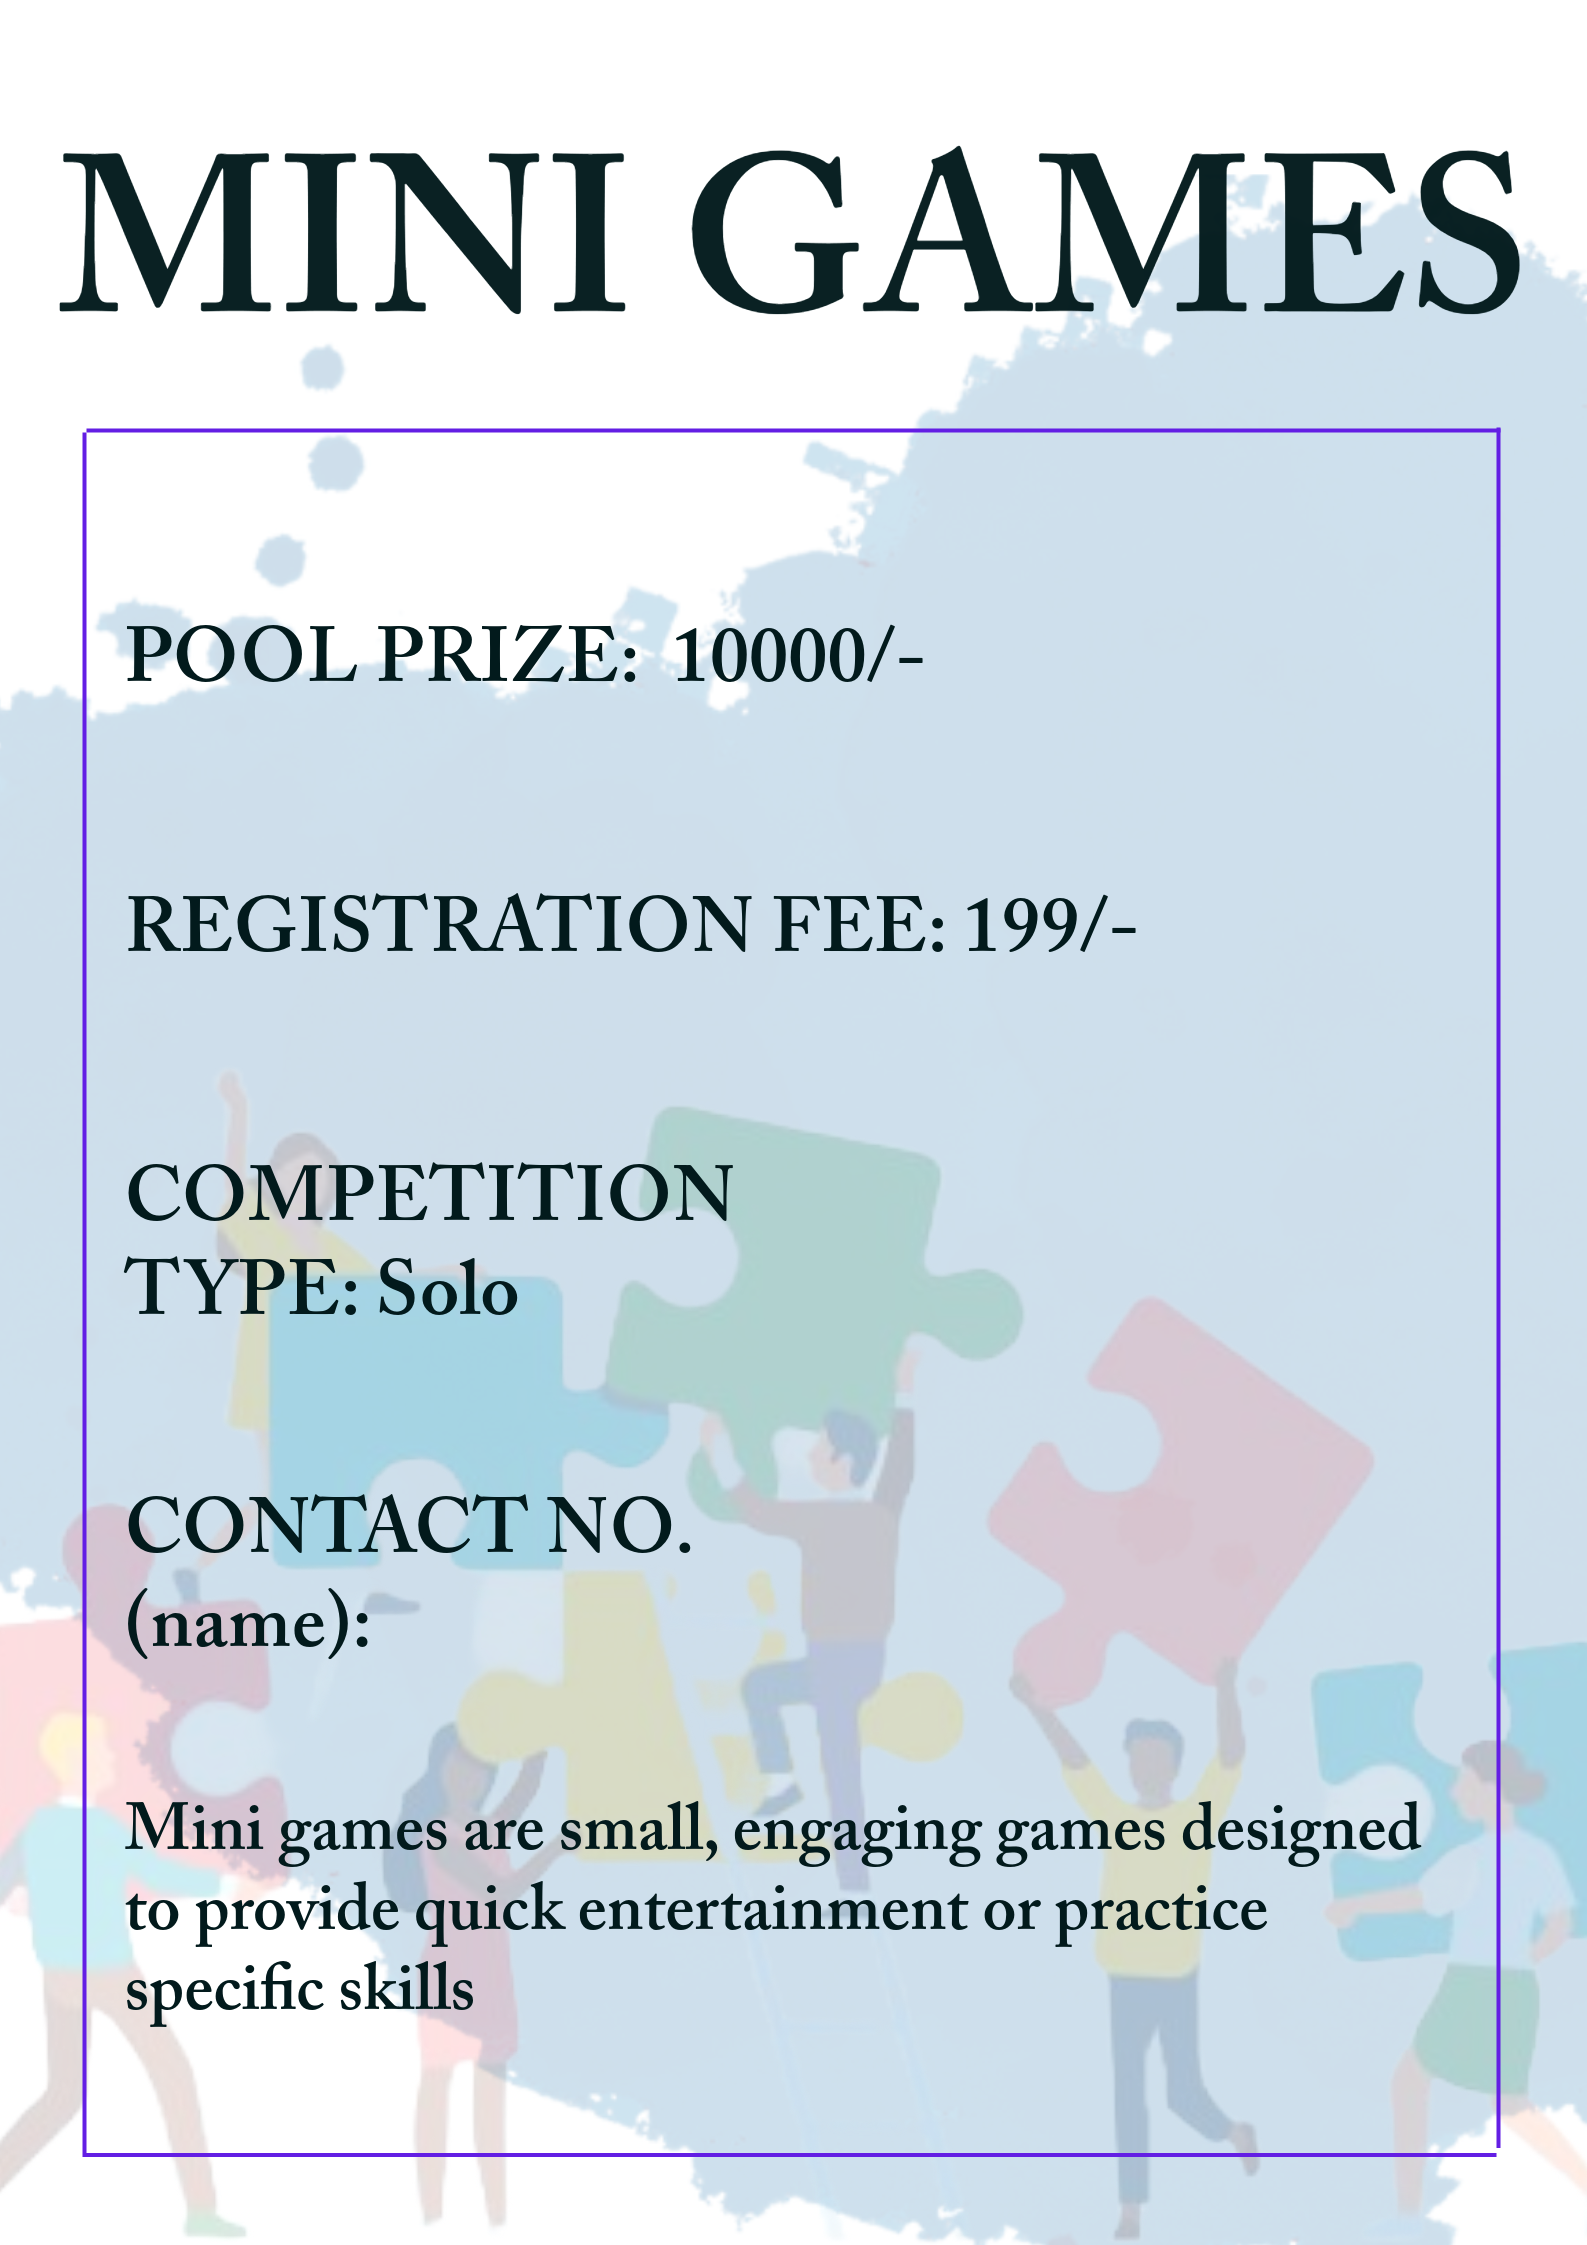 MINI GAMES
POOL PRIZE: 10000/-
REGISTRATION FEE: 199/-
COMPETITION
TYPE: Solo
CONTACT NO.
(name):
Mini games are small, engaging games designed
to provide quick entertainment or practice
specific skills